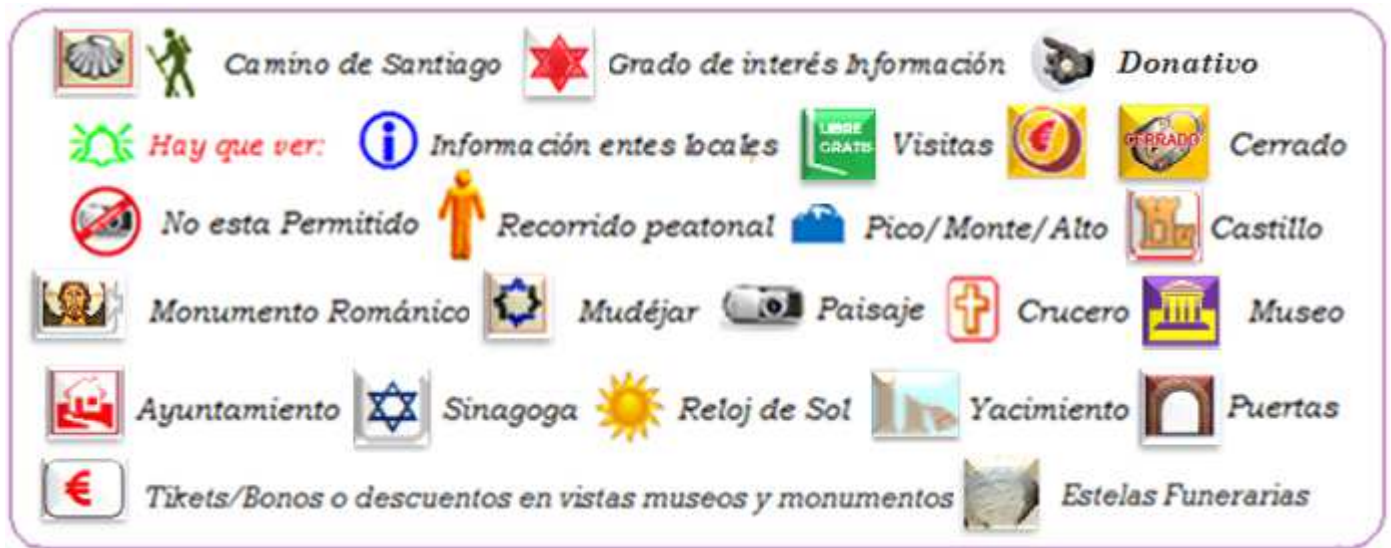 Camino de Santiago Grado de interés Información Donativo
Hay que ver: i Información entes locales LIBRE GRATIS Visitas € CERRADO Cerrado
No esta Permitido Recorrido peatonal Pico/Monte/Alto Castillo
Monumento Románico Mudéjar Paisaje Crucero Museo
Ayuntamiento Sinagoga Reloj de Sol Yacimiento Puertas
€ Tikets/Bonos o descuentos en vistas museos y monumentos Estelas Funerarias